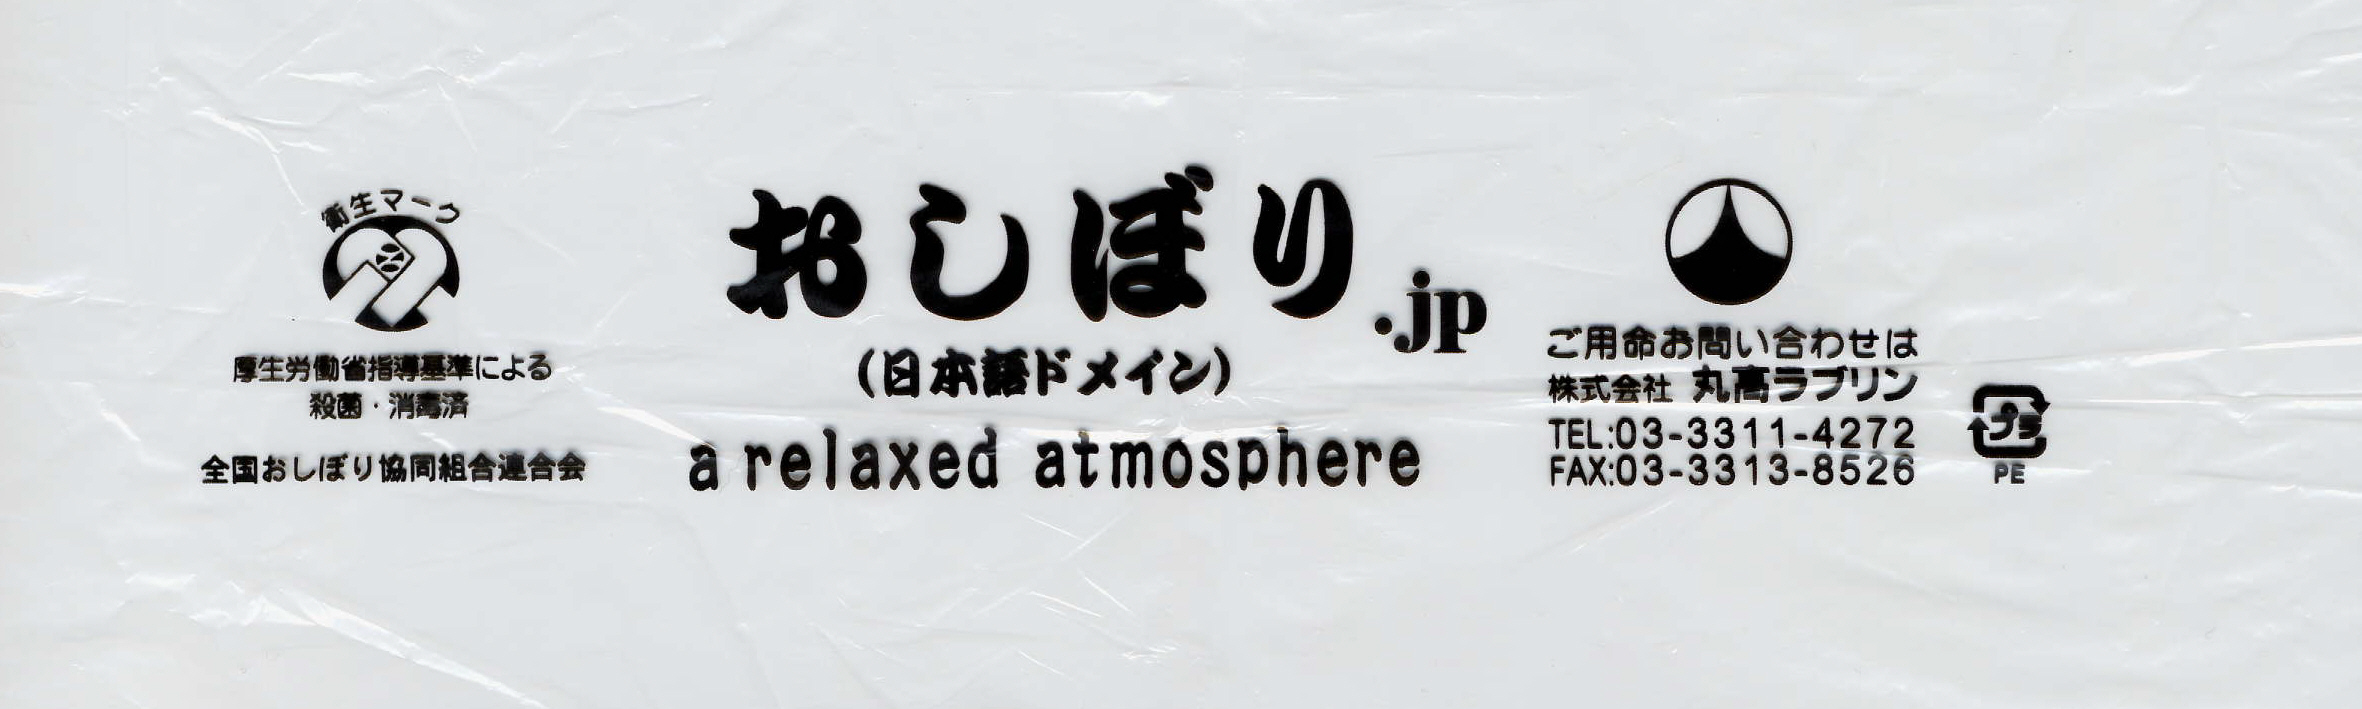 衛生マーク
厚生労働省指導基準による
殺菌・消毒済
全国おしぼり協同組合連合会
おしぼり.jp
(日本語ドメイン)
a relaxed atmosphere
ご用命お問い合わせは
株式会社 丸高ラブリン
TEL:03-3311-4272
FAX:03-3313-8526
プラ
PE